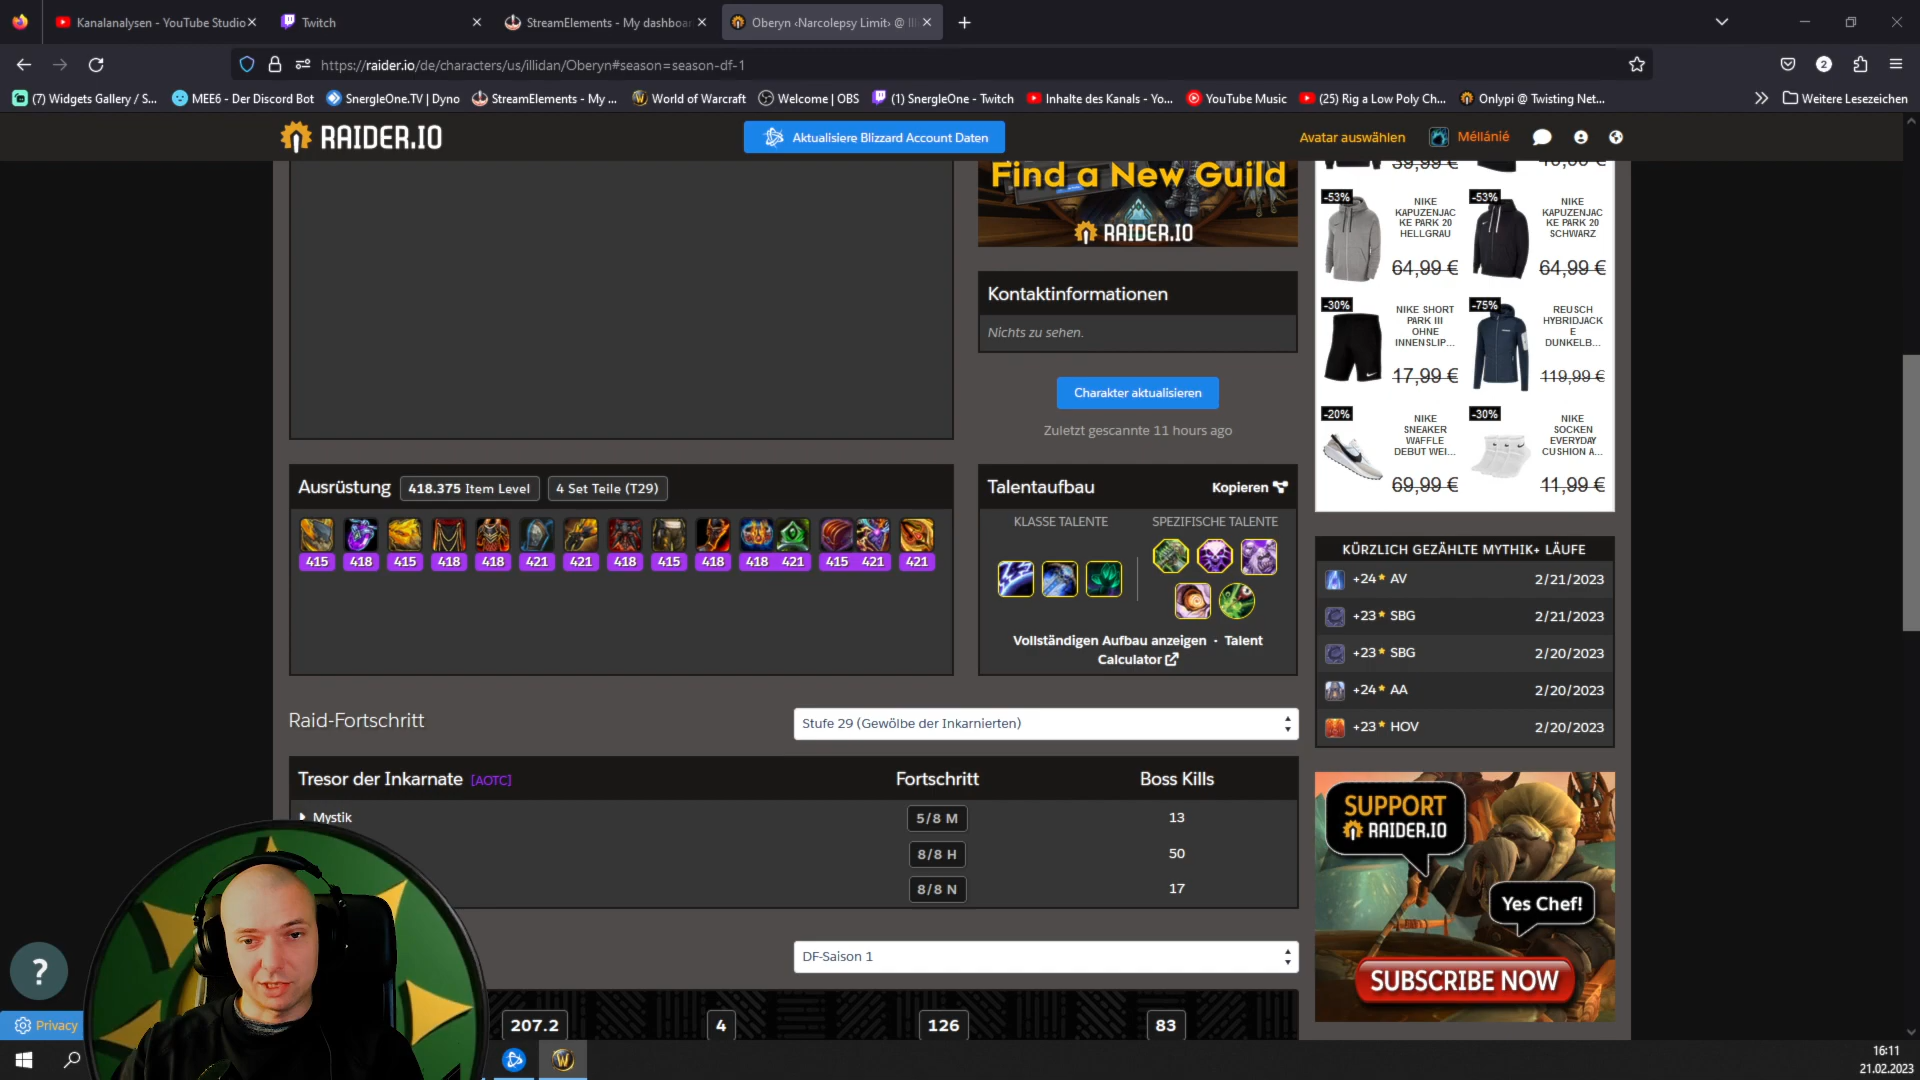 Kanalanalysen - YouTube Studio
Twitch
StreamElements - My dashboar
Oberyn ‹Narcolepsy Limit› @ Illi
https://raider.io/de/characters/us/illidan/Oberyn#season=season-df-1
2
(7) Widgets Gallery / S...
MEE6 - Der Discord Bot
SnergleOne.TV | Dyno
StreamElements - My ...
World of Warcraft
Welcome | OBS
(1) SnergleOne - Twitch
Inhalte des Kanals - Yo...
YouTube Music
(25) Rig a Low Poly Ch...
Onlypi @ Twisting Net...
Weitere Lesezeichen
RAIDER.IO
Aktualisiere Blizzard Account Daten
Avatar auswählen
Méllánié
Find a New Guild
RAIDER.IO
39,99 €
-53%
NIKE
KAPUZENJAC
KE PARK 20
HELLGRAU
64,99 €
-53%
NIKE
KAPUZENJAC
KE PARK 20
SCHWARZ
64,99 €
Kontaktinformationen
Nichts zu sehen.
-30%
NIKE SHORT
PARK III
OHNE
INNENSLIP...
17,99 €
-75%
REUSCH
HYBRIDJACK
E
DUNKELB...
119,99 €
Charakter aktualisieren
Zuletzt gescannte 11 hours ago
-20%
NIKE
SNEAKER
WAFFLE
DEBUT WEI...
69,99 €
-30%
NIKE
SOCKEN
EVERYDAY
CUSHION A...
11,99 €
Ausrüstung
418.375 Item Level
4 Set Teile (T29)
415 418 415 418 418 421 421 418 415 418 418 421 415 421 421
Talentaufbau
Kopieren
KLASSE TALENTE
SPEZIFISCHE TALENTE
Vollständigen Aufbau anzeigen · Talent
Calculator
KÜRZLICH GEZÄHLTE MYTHIK+ LÄUFE
+24 AV 2/21/2023
+23 SBG 2/21/2023
+23 SBG 2/20/2023
+24 AA 2/20/2023
+23 HOV 2/20/2023
Raid-Fortschritt
Stufe 29 (Gewölbe der Inkarnierten)
Tresor der Inkarnate [AOTC]
Fortschritt
Boss Kills
Mystik
5/8 M
13
8/8 H
50
8/8 N
17
DF-Saison 1
207.2
4
126
83
SUPPORT
RAIDER.IO
Yes Chef!
SUBSCRIBE NOW
?
Privacy
16:11
21.02.2023